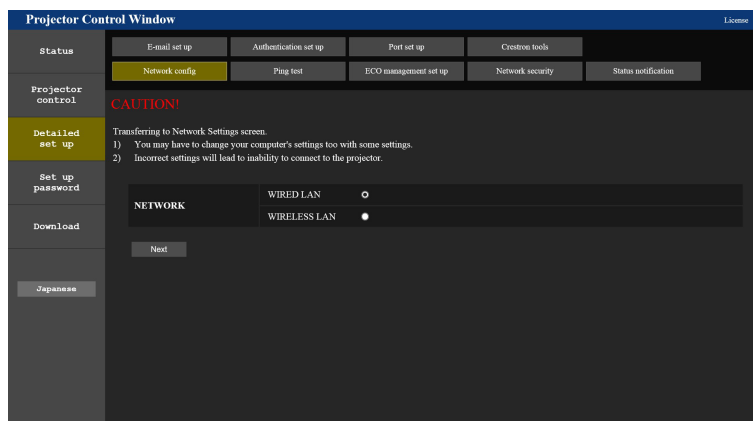 Projector Control Window
License
Status
Projector
control
Detailed
set up
Set up
password
Download
Japanese
E-mail set up
Authentication set up
Port set up
Crestron tools
Network config
Ping test
ECO management set up
Network security
Status notification
CAUTION!
Transferring to Network Settings screen.
1) You may have to change your computer's settings too with some settings.
2) Incorrect settings will lead to inability to connect to the projector.
NETWORK
WIRED LAN
WIRELESS LAN
Next